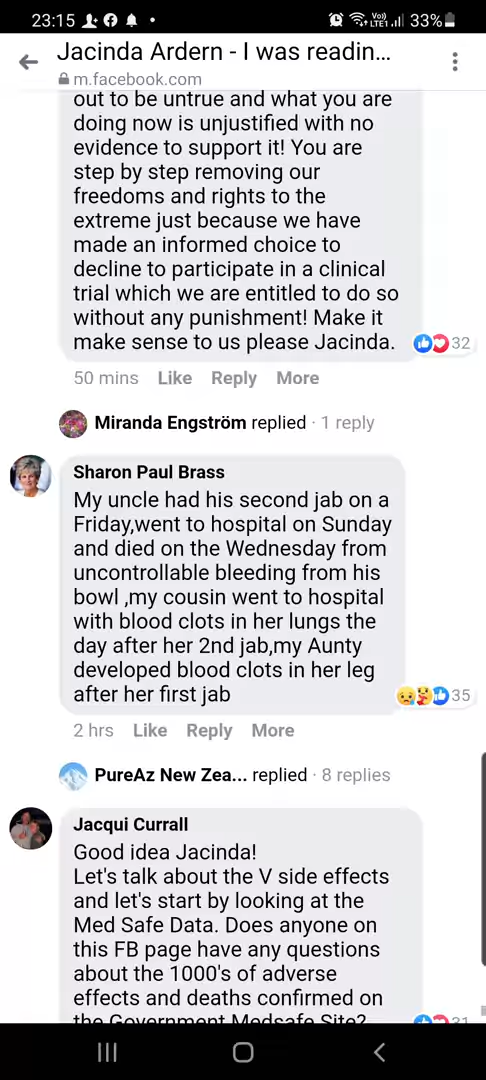 23:15
Vo))
LTE1
33%
Jacinda Ardern - I was readin...
m.facebook.com
out to be untrue and what you are
doing now is unjustified with no
evidence to support it! You are
step by step removing our
freedoms and rights to the
extreme just because we have
made an informed choice to
decline to participate in a clinical
trial which we are entitled to do so
without any punishment! Make it
make sense to us please Jacinda.
32
50 mins Like Reply More
Miranda Engström replied · 1 reply
Sharon Paul Brass
My uncle had his second jab on a
Friday,went to hospital on Sunday
and died on the Wednesday from
uncontrollable bleeding from his
bowl ,my cousin went to hospital
with blood clots in her lungs the
day after her 2nd jab,my Aunty
developed blood clots in her leg
after her first jab
35
2 hrs Like Reply More
PureAz New Zea... replied · 8 replies
Jacqui Currall
Good idea Jacinda!
Let's talk about the V side effects
and let's start by looking at the
Med Safe Data. Does anyone on
this FB page have any questions
about the 1000's of adverse
effects and deaths confirmed on
the Government Medsafe Site?
31